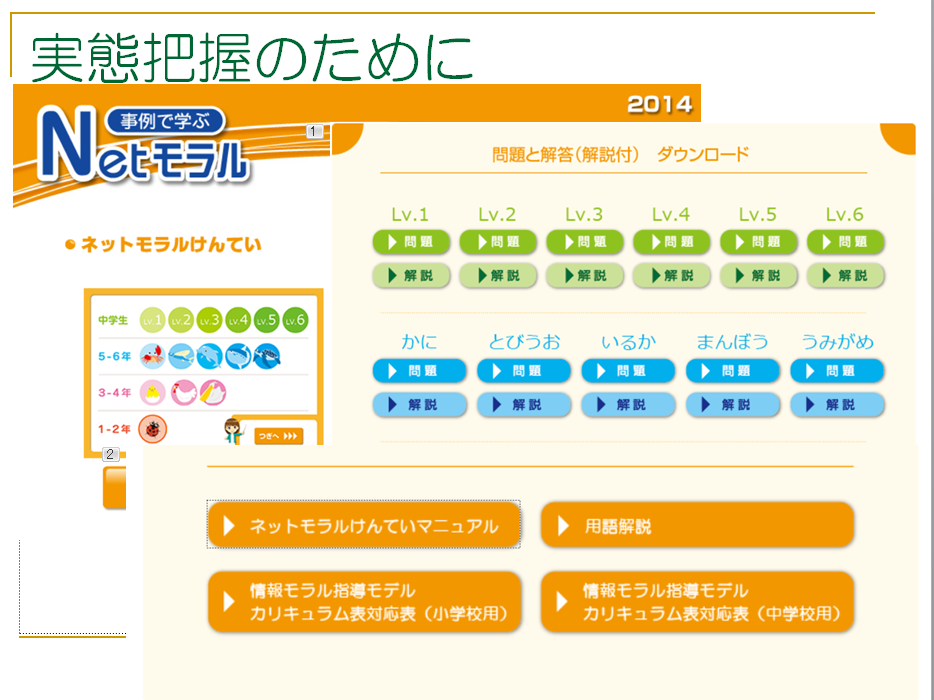 実態把握のために
2014
事例で学ぶ
Netモラル
1
問題と解答(解説付) ダウンロード
ネットモラルけんてい
Lv.1 Lv.2 Lv.3 Lv.4 Lv.5 Lv.6
問題 問題 問題 問題 問題 問題
解説 解説 解説 解説 解説 解説
中学生 Lv.1 Lv.2 Lv.3 Lv.4 Lv.5 Lv.6
5-6年
3-4年
1-2年
つぎへ
かに とびうお いるか まんぼう うみがめ
問題 問題 問題 問題 問題
解説 解説 解説 解説 解説
2
ネットモラルけんていマニュアル
用語解説
情報モラル指導モデル
カリキュラム表対応表(小学校用)
情報モラル指導モデル
カリキュラム表対応表(中学校用)